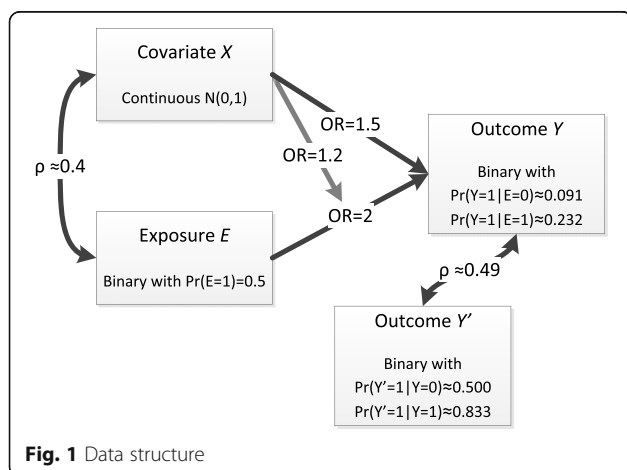 Covariate X
Continuous N(0,1)
ρ ≈0.4
OR=1.5
OR=1.2
OR=2
Exposure E
Binary with Pr(E=1)=0.5
Outcome Y
Binary with
Pr(Y=1|E=0)≈0.091
Pr(Y=1|E=1)≈0.232
ρ ≈0.49
Outcome Y′
Binary with
Pr(Y′=1|Y=0)≈0.500
Pr(Y′=1|Y=1)≈0.833
Fig. 1 Data structure